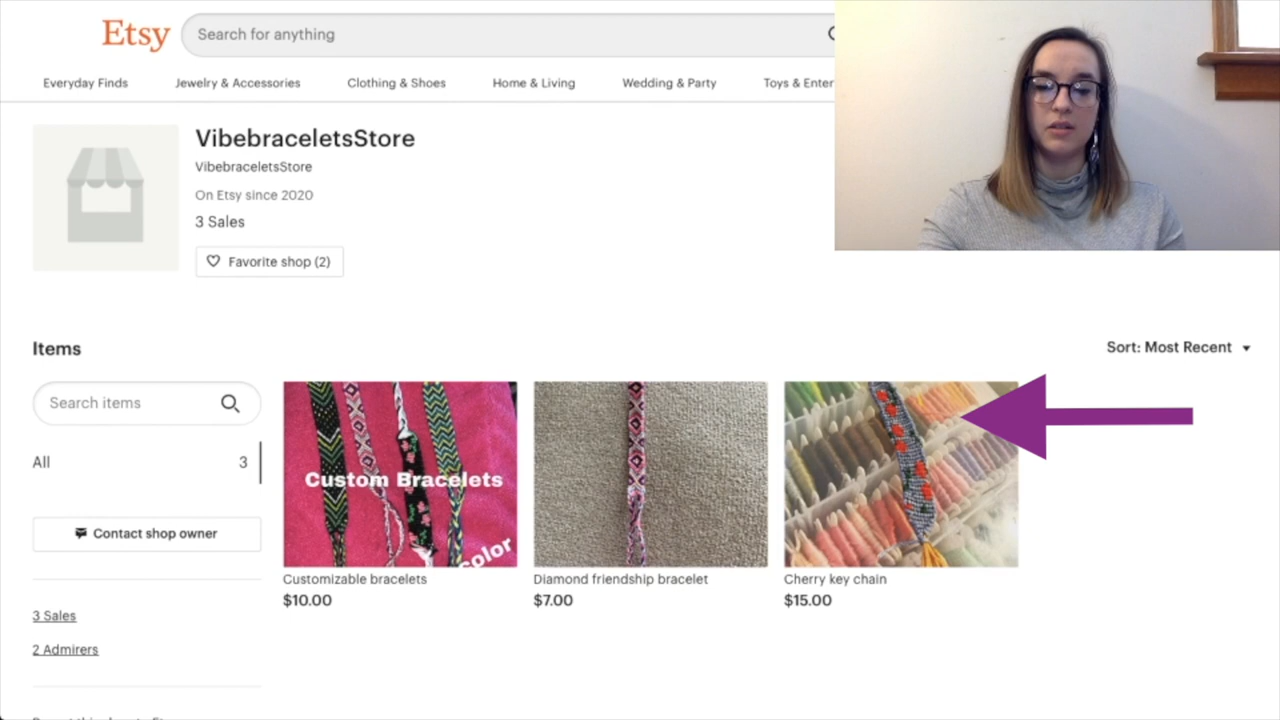 Etsy
Search for anything
Everyday Finds
Jewelry & Accessories
Clothing & Shoes
Home & Living
Wedding & Party
Toys & Enter
VibebraceletsStore
VibebraceletsStore
On Etsy since 2020
3 Sales
Favorite shop (2)
Items
Sort: Most Recent
Search items
All 3
Contact shop owner
3 Sales
2 Admirers
Custom Bracelets
color
Customizable bracelets
$10.00
Diamond friendship bracelet
$7.00
Cherry key chain
$15.00